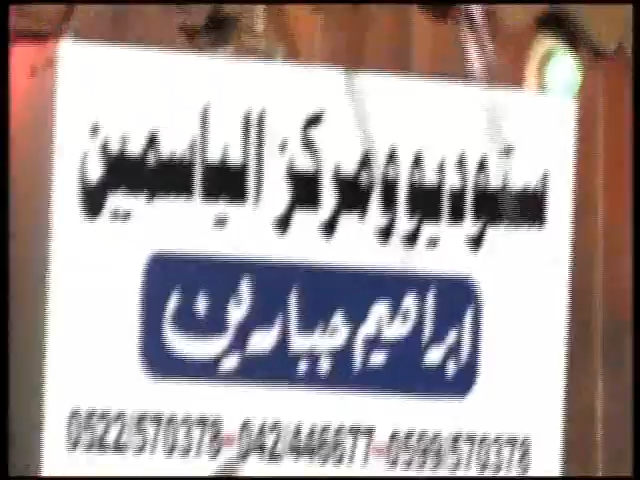 ستوديو ومركز الياسمين
ابراهيم جبارين
0522/570378-042/446677-0599/570378